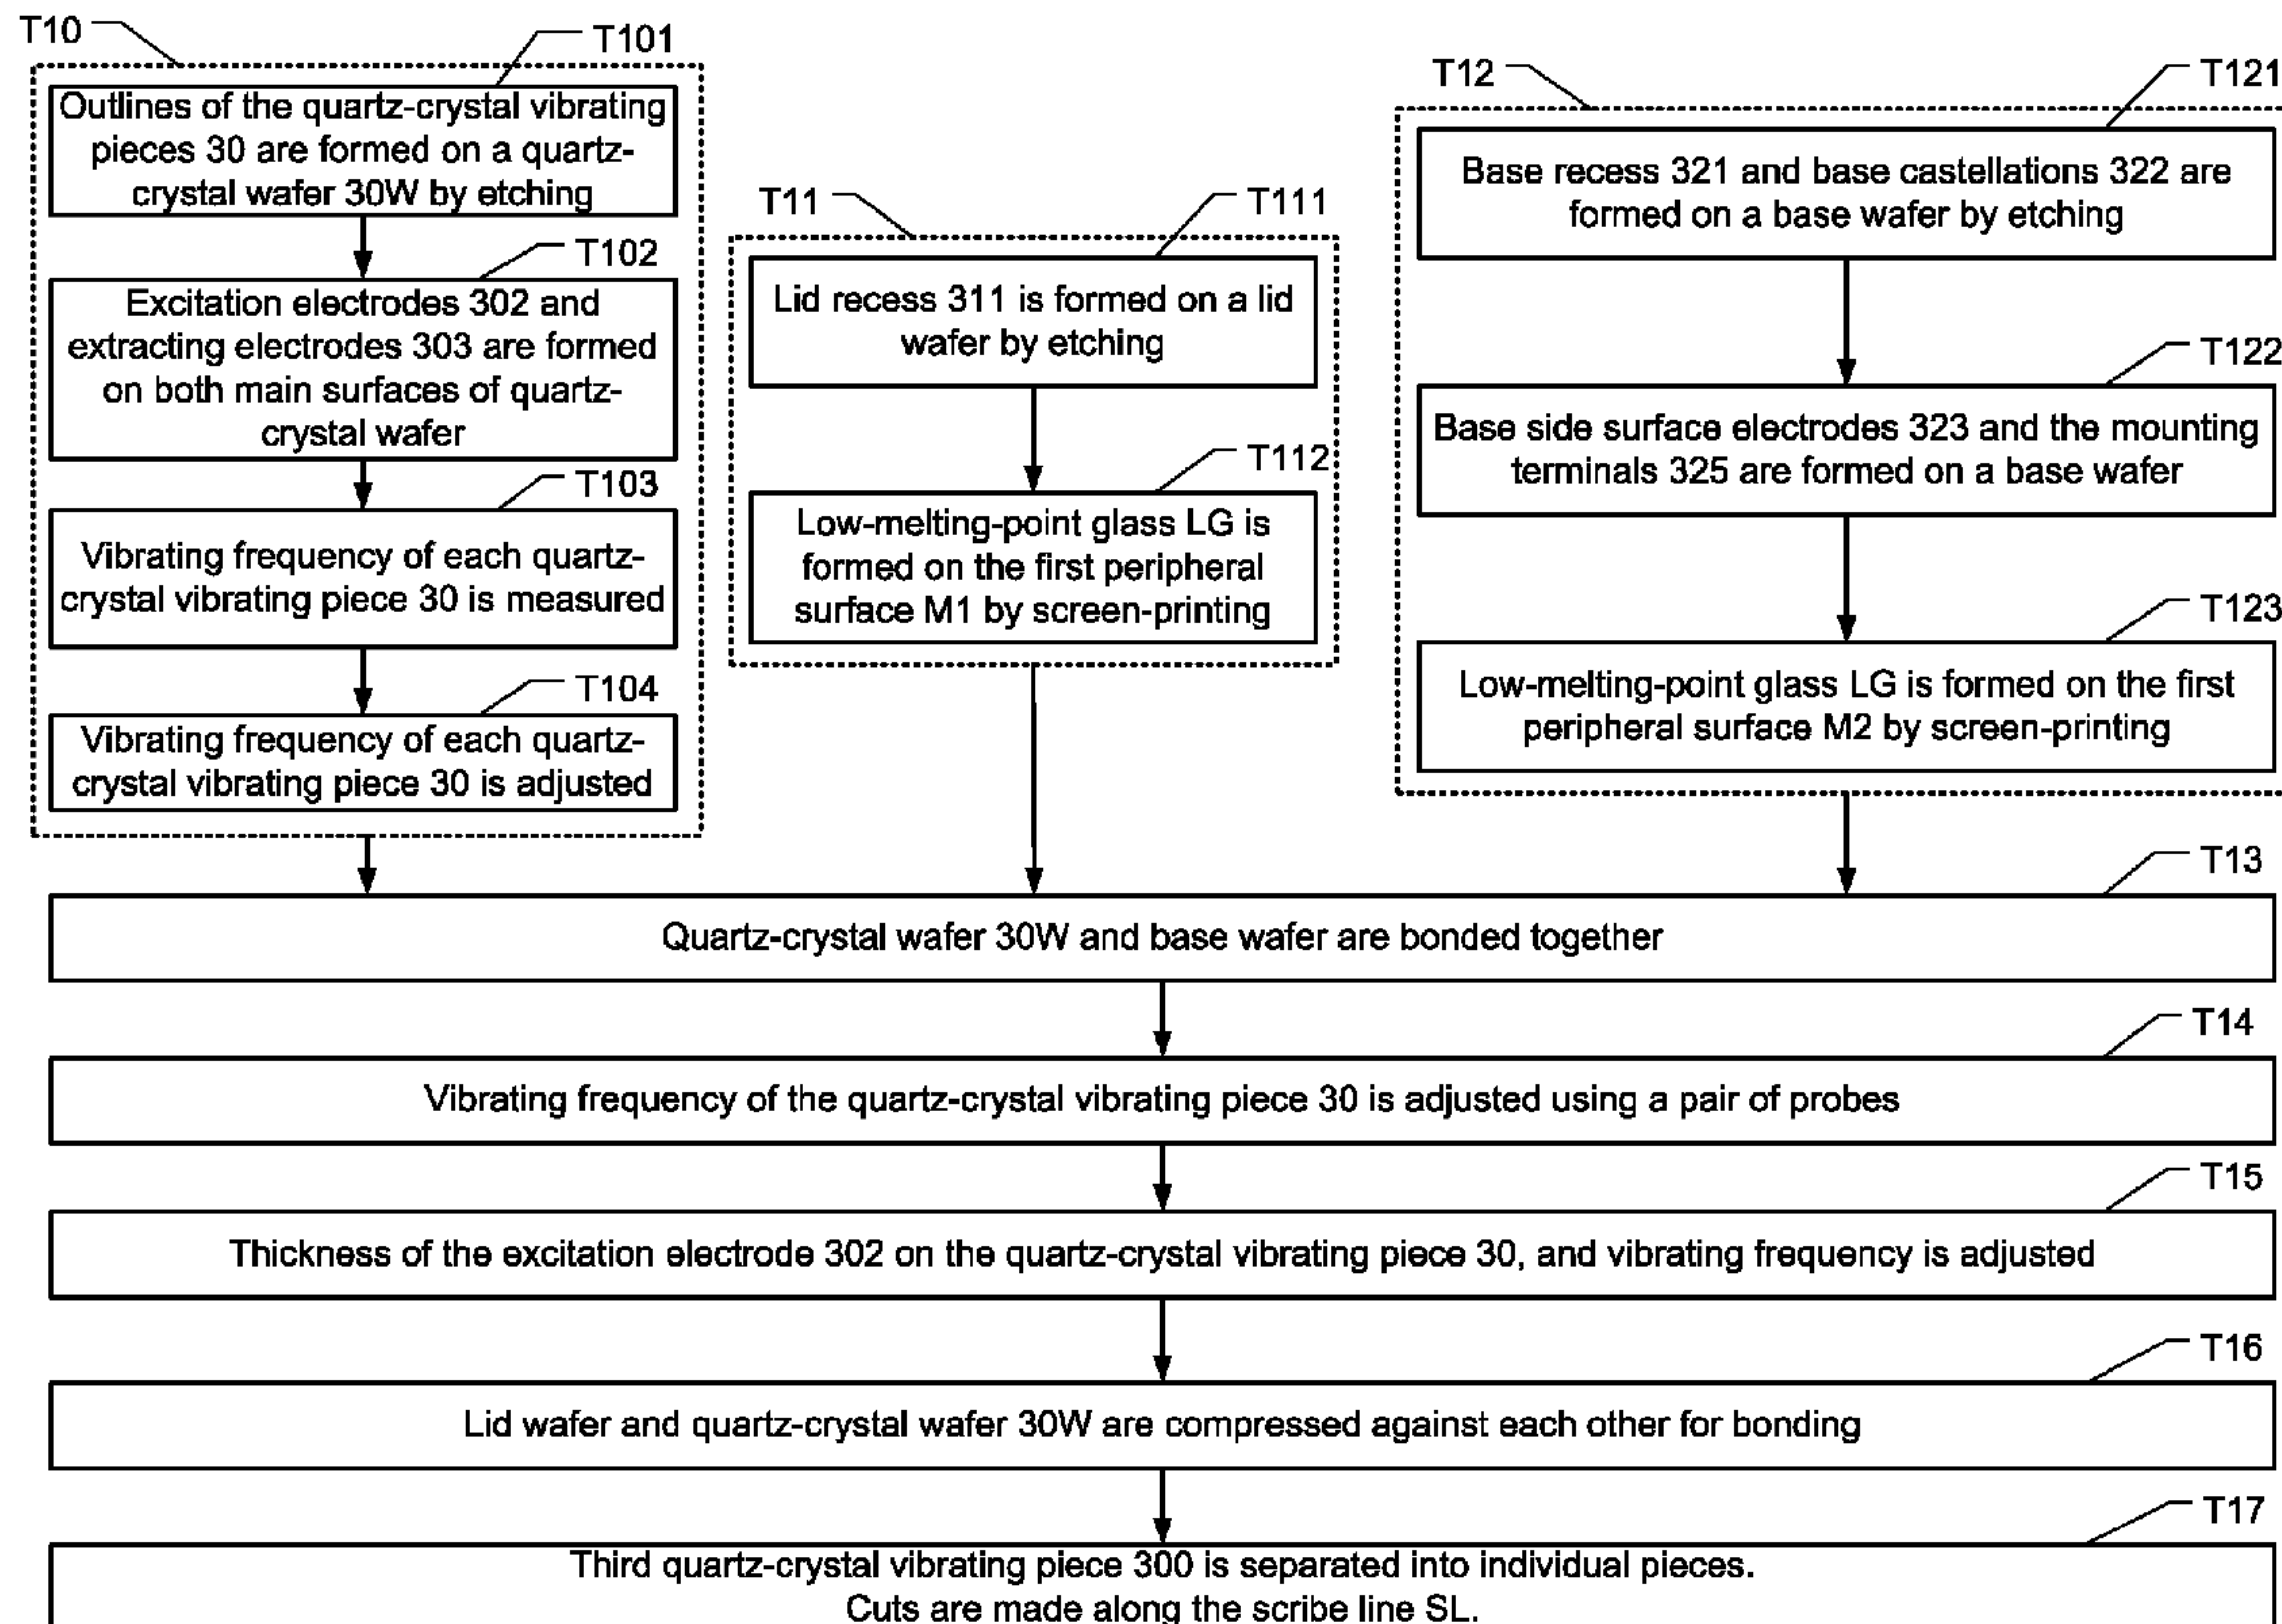 T10
T101
Outlines of the quartz-crystal vibrating
pieces 30 are formed on a quartz-
crystal wafer 30W by etching
T102
Excitation electrodes 302 and
extracting electrodes 303 are formed
on both main surfaces of quartz-
crystal wafer
T103
Vibrating frequency of each quartz-
crystal vibrating piece 30 is measured
T104
Vibrating frequency of each quartz-
crystal vibrating piece 30 is adjusted
T11
T111
Lid recess 311 is formed on a lid
wafer by etching
T112
Low-melting-point glass LG is
formed on the first peripheral
surface M1 by screen-printing
T12
T121
Base recess 321 and base castellations 322 are
formed on a base wafer by etching
T122
Base side surface electrodes 323 and the mounting
terminals 325 are formed on a base wafer
T123
Low-melting-point glass LG is formed on the first
peripheral surface M2 by screen-printing
T13
Quartz-crystal wafer 30W and base wafer are bonded together
T14
Vibrating frequency of the quartz-crystal vibrating piece 30 is adjusted using a pair of probes
T15
Thickness of the excitation electrode 302 on the quartz-crystal vibrating piece 30, and vibrating frequency is adjusted
T16
Lid wafer and quartz-crystal wafer 30W are compressed against each other for bonding
T17
Third quartz-crystal vibrating piece 300 is separated into individual pieces.
Cuts are made along the scribe line SL.